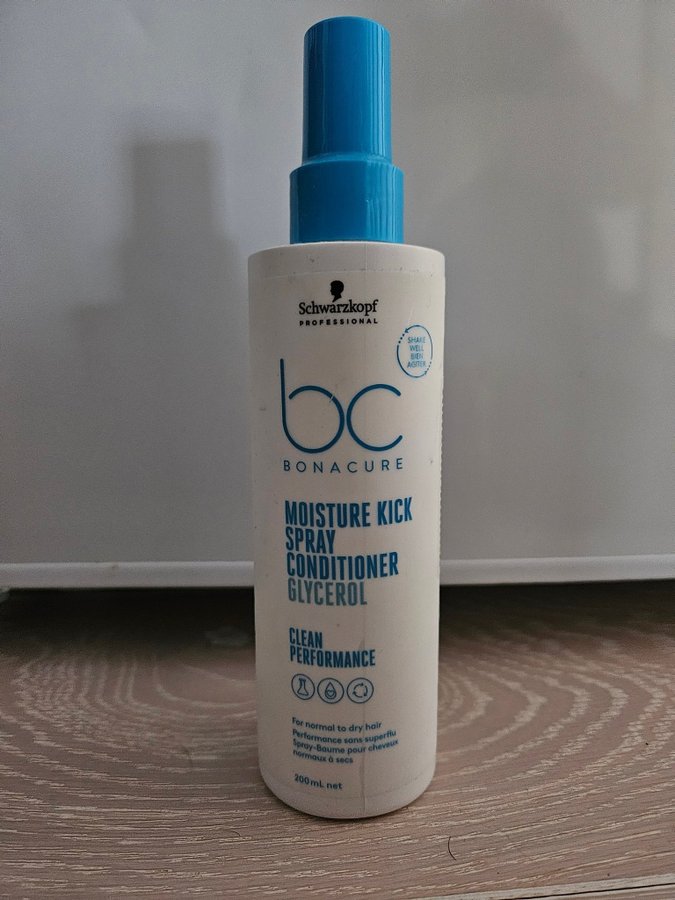 Schwarzkopf
PROFESSIONAL
SHAKE
WELL
BIEN
AGITER
bc
BONACURE
MOISTURE KICK
SPRAY
CONDITIONER
GLYCEROL
CLEAN
PERFORMANCE
For normal to dry hair
Performance sans superflu
Spray-Baume pour cheveux
normaux à secs
200mL net